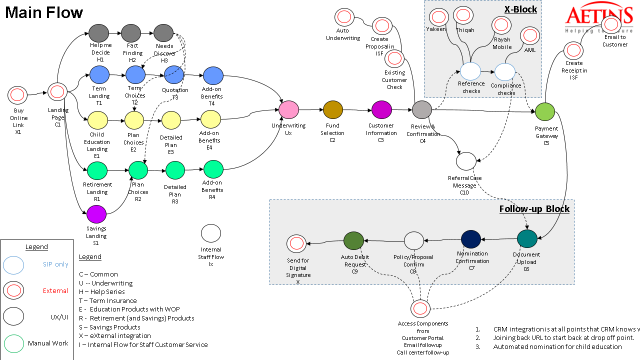 Main Flow
X-Block
AETINS
Helping the future
Help me
Decide
H1
Fact
Finding
H2
Needs
Discovery
H3
Auto
Underwriting
Create
Proposal in
ISF
Existing
Customer
Check
Yakeen
Thiqah
Rayah
Mobile
AML
Email to
Customer
Create
Receipt in
ISF
Reference
checks
Compliance
checks
Buy
Online
Link
X1
Landing
Page
C1
Term
Landing
T1
Term
Choices
T2
Quotation
T3
Add-on
Benefits
T4
Child
Education
Landing
E1
Plan
Choices
E2
Detailed
Plan
E3
Add-on
Benefits
E4
Retirement
Landing
R1
Plan
Choices
R2
Detailed
Plan
R3
Add-on
Benefits
R4
Savings
Landing
S1
Underwriting
Ux
Fund
Selection
C2
Customer
Information
C3
Review &
Confirmation
C4
Payment
Gateway
C5
Referral Case
Message
C10
Internal
Staff Flow
Ix
Follow-up Block
Send for
Digital
Signature
X
Auto Debit
Request
C9
Policy/Proposal
Confirm
C8
Nomination
Confirmation
C7
Document
Upload
C6
Access Components
from
Customer Portal
Email follow up
Call center follow-up
Legend
SIP only
External
UX/UI
Manual Work
Legend
C – Common
U -- Underwriting
H – Help Series
T – Term Insurance
E - Education Products with WOP
R - Retirement (and Savings) Products
S – Savings Products
X – eXternal integration
I – Internal Form for Staff Customer Service
1. CRM integration is at all points that CRM knows
2. Joining back URL to start back at drop off point.
3. Automated nomination for child education